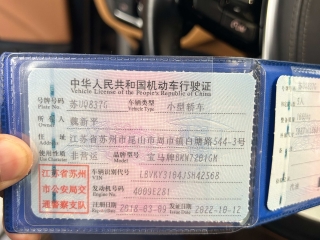 中华人民共和国机动车行驶证
Vehicle License of the People's Republic of China
号牌号码 苏UQ837G 车辆类型 小型轿车
Plate No. Vehicle Type
所有人 魏新平
住址 江苏省苏州市昆山市周市镇白塘路544-3号
Address
使用性质 非营运 品牌型号 宝马牌BMW72B1GM
Use Character Model
江苏省苏州
市公安局交
通警察支队
车辆识别代号
VIN
发动机号码 4009E281
Engine No.
注册日期 2018-03-09 发证日期 2022-10-12
Register Date Issue Date